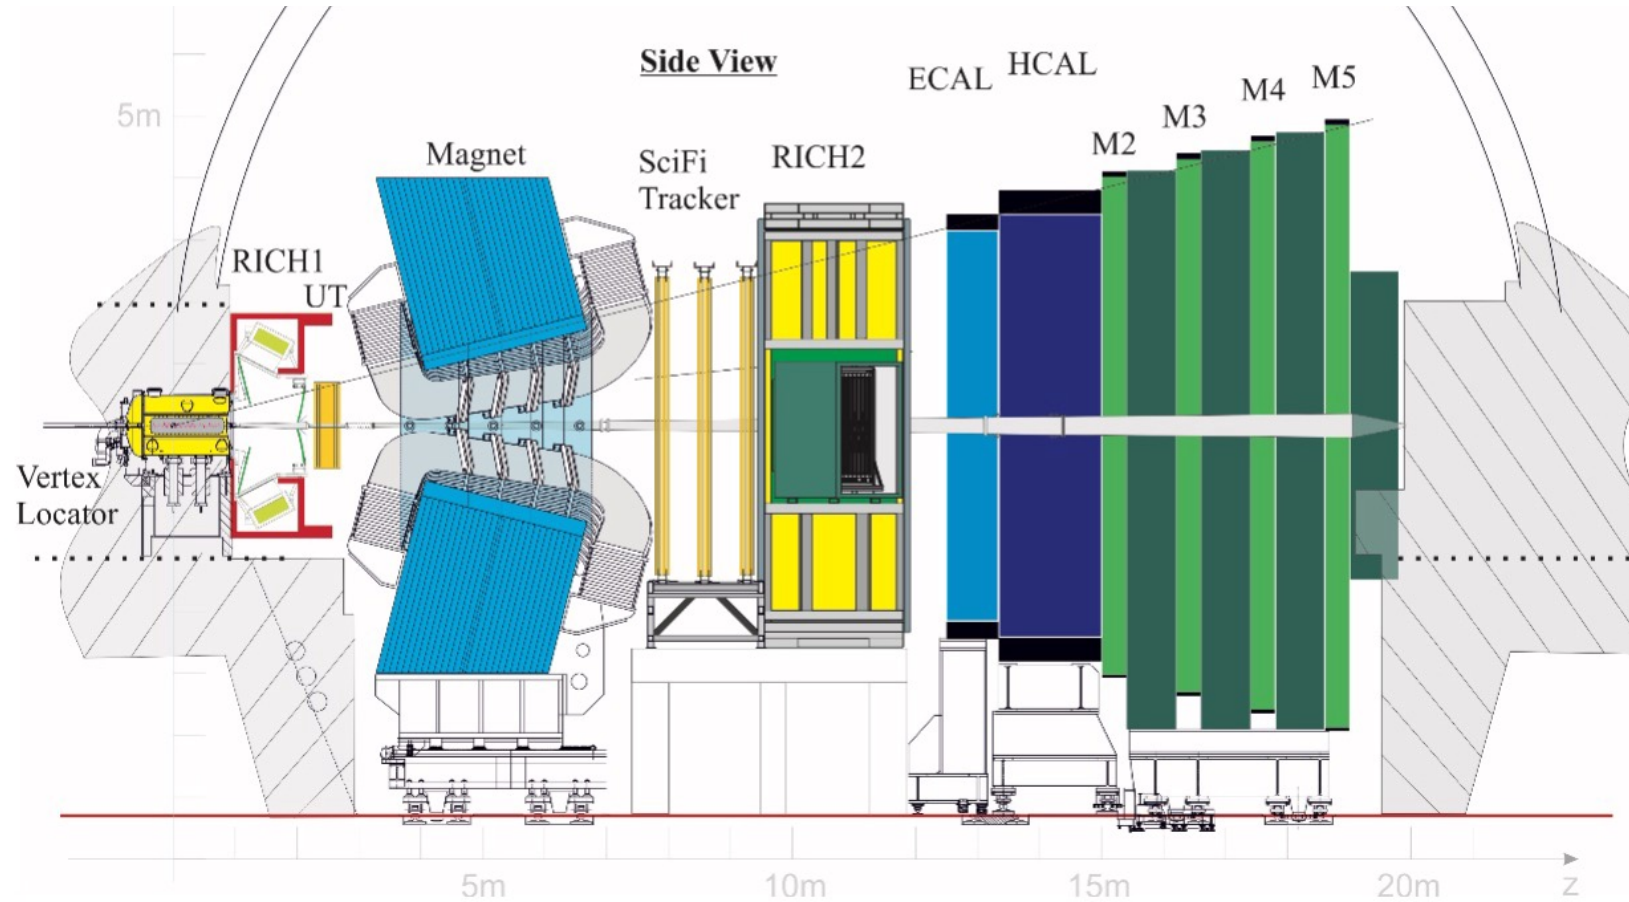 Side View
ECAL
HCAL
M2
M3
M4
M5
5m
Magnet
SciFi
Tracker
RICH2
RICH1
UT
Vertex
Locator
5m
10m
15m
20m
z